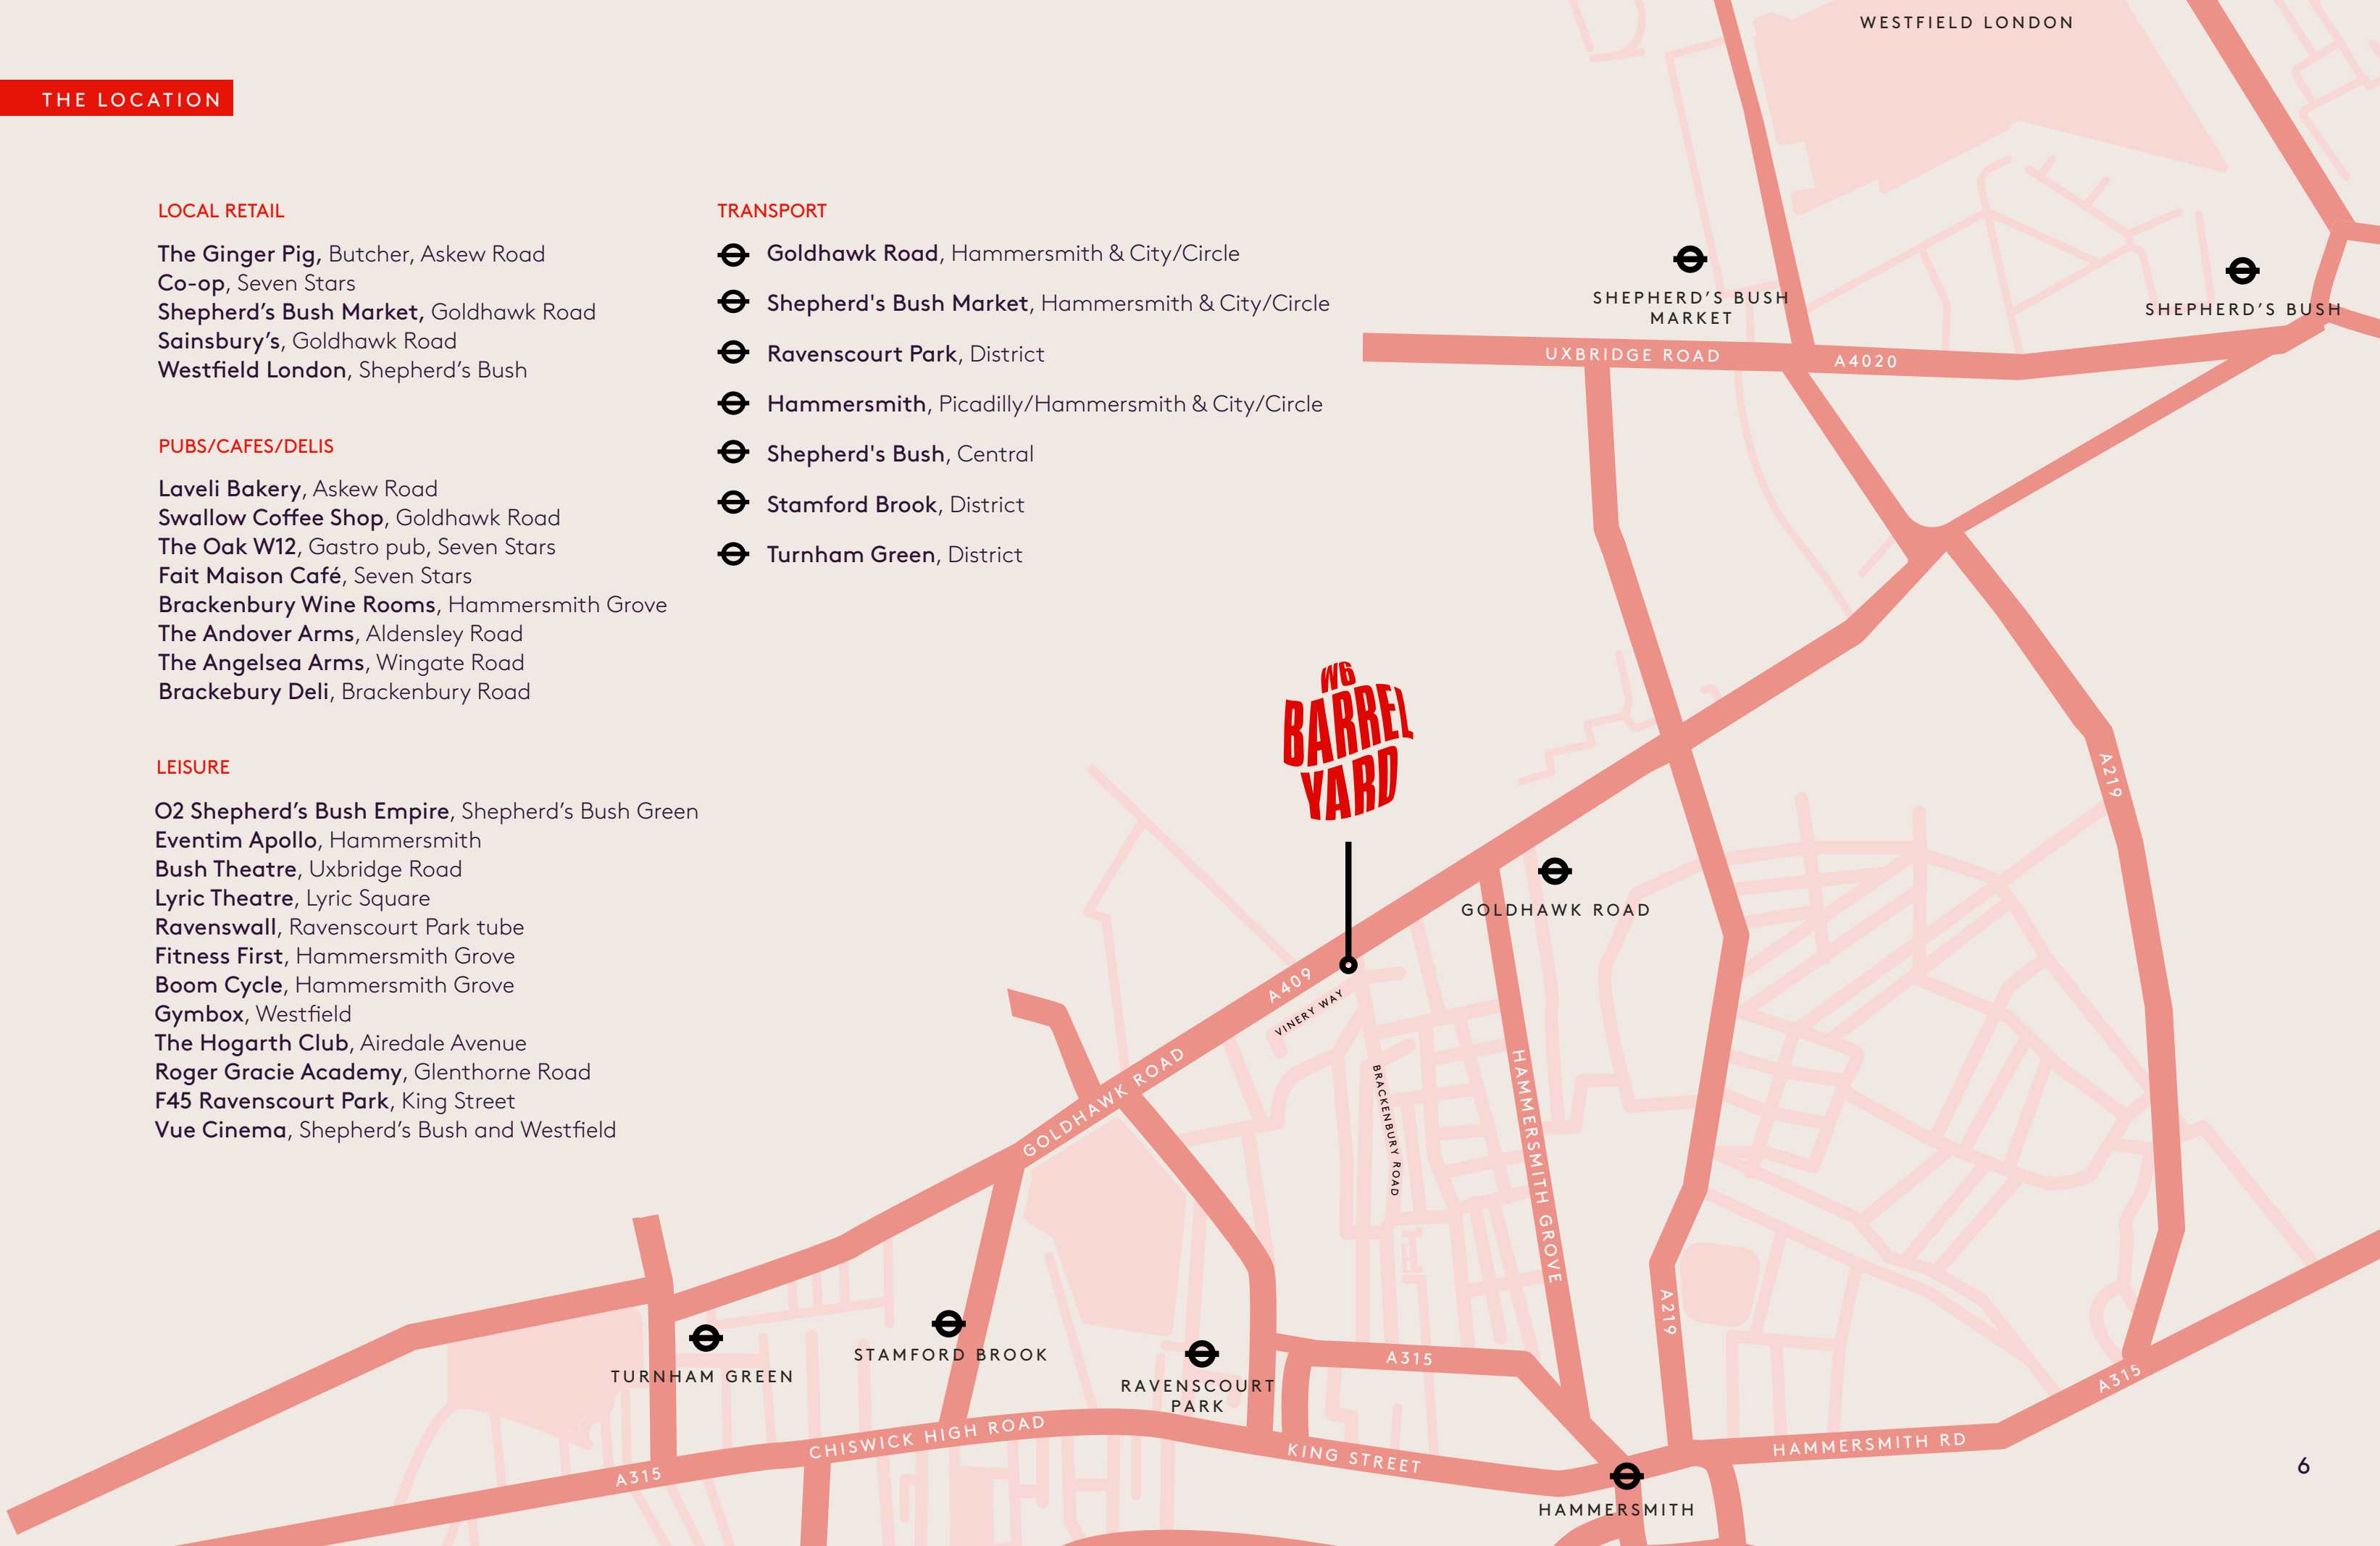 THE LOCATION
LOCAL RETAIL
The Ginger Pig, Butcher, Askew Road
Co-op, Seven Stars
Shepherd’s Bush Market, Goldhawk Road
Sainsbury’s, Goldhawk Road
Westfield London, Shepherd’s Bush
PUBS/CAFES/DELIS
Laveli Bakery, Askew Road
Swallow Coffee Shop, Goldhawk Road
The Oak W12, Gastro pub, Seven Stars
Fait Maison Café, Seven Stars
Brackenbury Wine Rooms, Hammersmith Grove
The Andover Arms, Aldensley Road
The Angelsea Arms, Wingate Road
Brackebury Deli, Brackenbury Road
LEISURE
O2 Shepherd’s Bush Empire, Shepherd’s Bush Green
Eventim Apollo, Hammersmith
Bush Theatre, Uxbridge Road
Lyric Theatre, Lyric Square
Ravenswall, Ravenscourt Park tube
Fitness First, Hammersmith Grove
Boom Cycle, Hammersmith Grove
Gymbox, Westfield
The Hogarth Club, Airedale Avenue
Roger Gracie Academy, Glenthorne Road
F45 Ravenscourt Park, King Street
Vue Cinema, Shepherd’s Bush and Westfield
TRANSPORT
Goldhawk Road, Hammersmith & City/Circle
Shepherd's Bush Market, Hammersmith & City/Circle
Ravenscourt Park, District
Hammersmith, Picadilly/Hammersmith & City/Circle
Shepherd's Bush, Central
Stamford Brook, District
Turnham Green, District
WESTFIELD LONDON
SHEPHERD’S BUSH
MARKET
SHEPHERD’S BUSH
UXBRIDGE ROAD
A4020
W6
BARREL
YARD
A219
GOLDHAWK ROAD
A409
VINERY WAY
BRACKENBURY ROAD
GOLDHAWK ROAD
HAMMERSMITH GROVE
A219
TURNHAM GREEN
STAMFORD BROOK
RAVENSCOURT
PARK
A315
A315
CHISWICK HIGH ROAD
A315
KING STREET
HAMMERSMITH RD
HAMMERSMITH
6